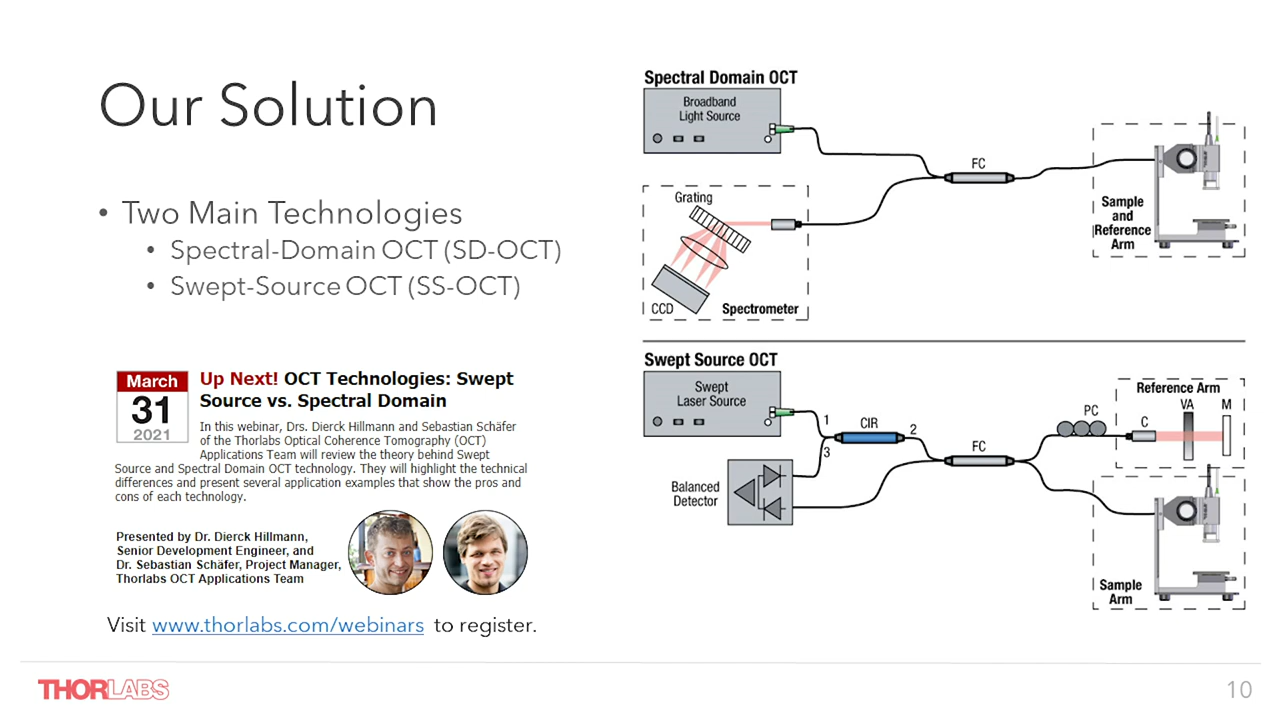 Our Solution
• Two Main Technologies
• Spectral-Domain OCT (SD-OCT)
• Swept-Source OCT (SS-OCT)
March
31
2021
Up Next! OCT Technologies: Swept
Source vs. Spectral Domain
In this webinar, Drs. Dierck Hillmann and Sebastian Schäfer
of the Thorlabs Optical Coherence Tomography (OCT)
Applications Team will review the theory behind Swept
Source and Spectral Domain OCT technology. They will highlight the technical
differences and present several application examples that show the pros and
cons of each technology.
Presented by Dr. Dierck Hillmann,
Senior Development Engineer, and
Dr. Sebastian Schäfer, Project Manager,
Thorlabs OCT Applications Team
Visit www.thorlabs.com/webinars to register.
Spectral Domain OCT
Broadband
Light Source
FC
Sample
and
Reference
Arm
Grating
CCD
Spectrometer
Swept Source OCT
Swept
Laser Source
1
CIR
2
3
Balanced
Detector
FC
PC
Reference Arm
C
VA
M
Sample
Arm
THORLABS
10